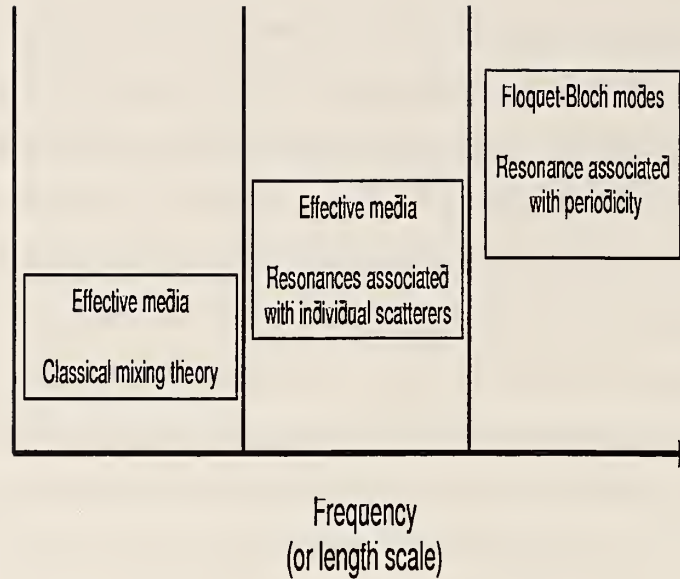 Floquet-Bloch modes
Resonance associated
with periodicity
Effective media
Resonances associated
with individual scatterers
Effective media
Classical mixing theory
Frequency
(or length scale)